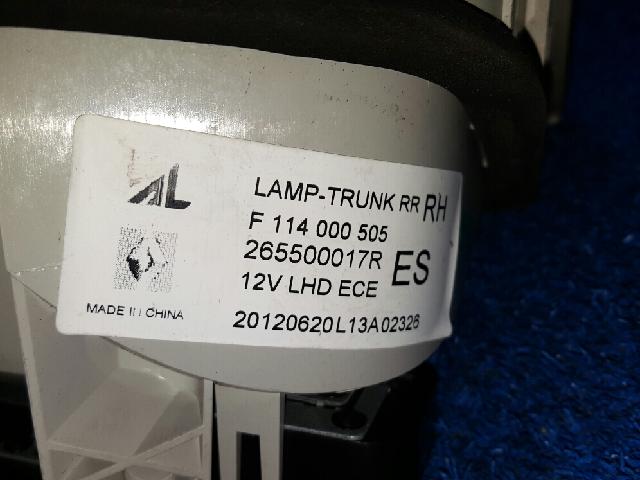 AL
LAMP-TRUNK RR RH
F 114 000 505
265500017R ES
12V LHD ECE
MADE IN CHINA
20120620L13A02326